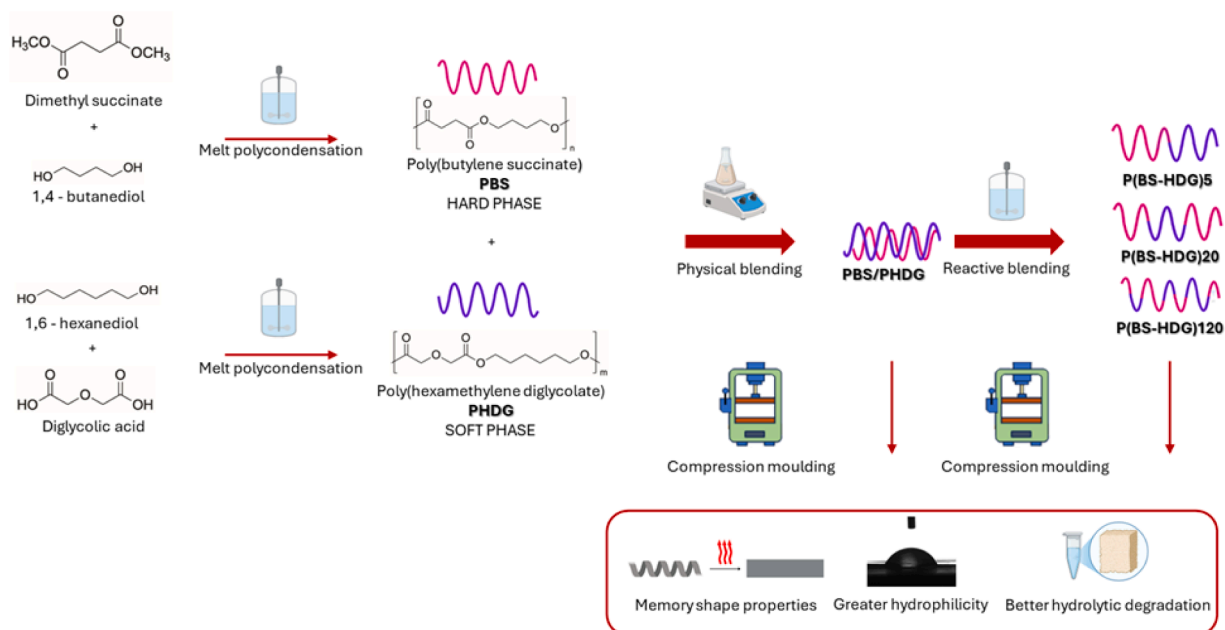 H₃CO
O
O
OCH₃
Dimethyl succinate
+
HO
OH
1,4 - butanediol
Melt polycondensation
O
O
O
O
n
Poly(butylene succinate)
PBS
HARD PHASE
+
HO
OH
1,6 - hexanediol
+
O
O
HO
O
OH
Diglycolic acid
Melt polycondensation
O
O
O
O
O
m
Poly(hexamethylene diglycolate)
PHDG
SOFT PHASE
Physical blending
PBS/PHDG
Reactive blending
P(BS-HDG)5
P(BS-HDG)20
P(BS-HDG)120
Compression moulding
Compression moulding
Memory shape properties
Greater hydrophilicity
Better hydrolytic degradation